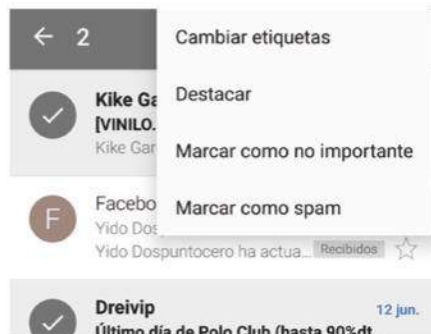 2
Cambiar etiquetas
Destacar
Marcar como no importante
Marcar como spam
Kike Ga
[VINILO.
Kike Gar
F
Facebo
Yido Dos
Yido Dospuntocero ha actua... Recibidos
Dreivip 12 jun.
Último día de Polo Club (hasta 90%dt